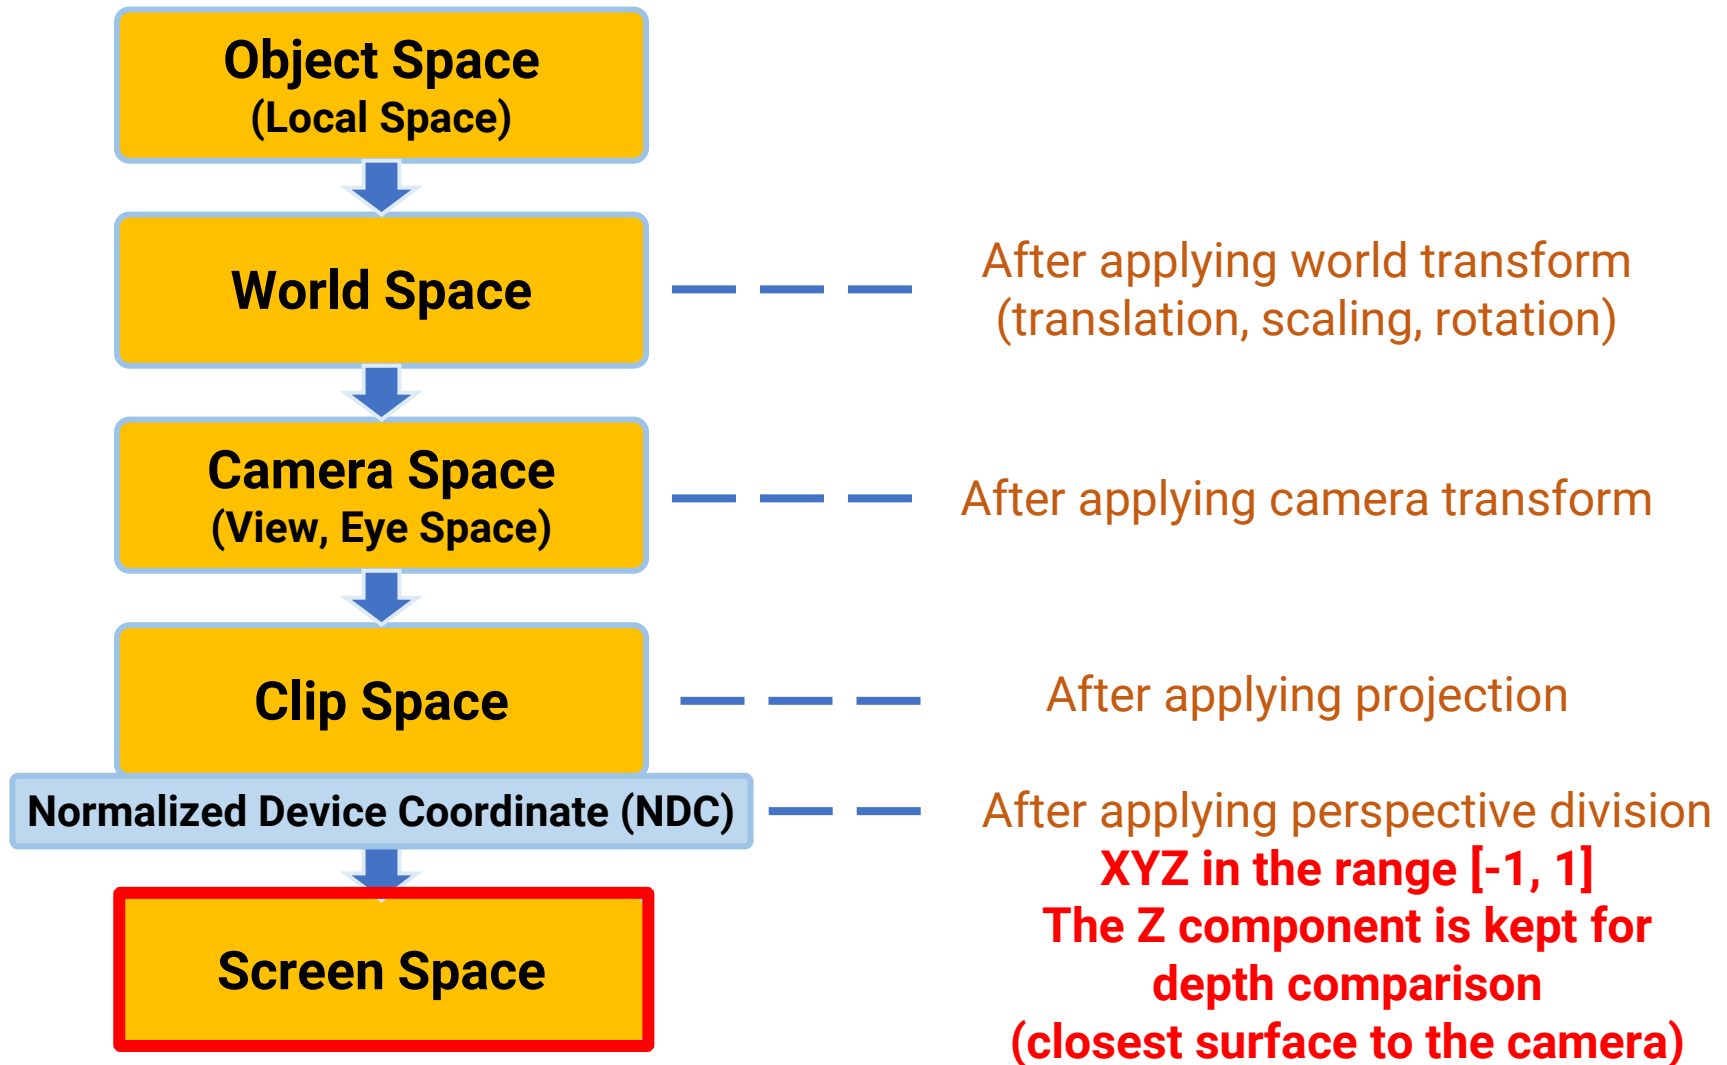 Object Space
(Local Space)
World Space
After applying world transform
(translation, scaling, rotation)
Camera Space
(View, Eye Space)
After applying camera transform
Clip Space
After applying projection
Normalized Device Coordinate (NDC)
After applying perspective division
XYZ in the range [-1, 1]
The Z component is kept for
depth comparison
(closest surface to the camera)
Screen Space